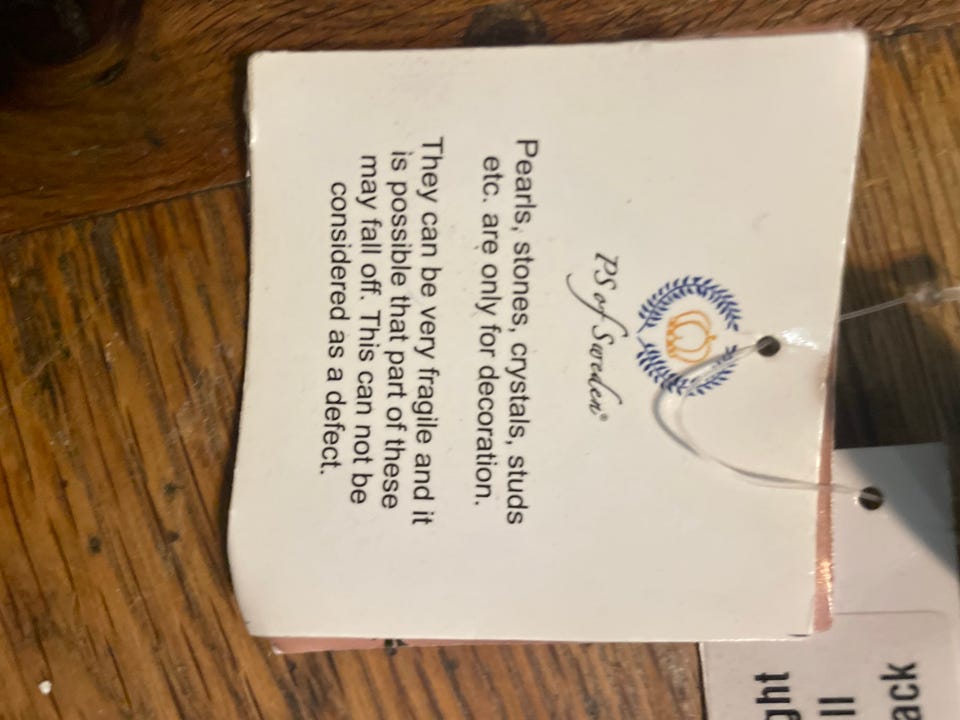 PS of Sweden®
Pearls, stones, crystals, studs
etc. are only for decoration.
They can be very fragile and it
is possible that part of these
may fall off. This can not be
considered as a defect.